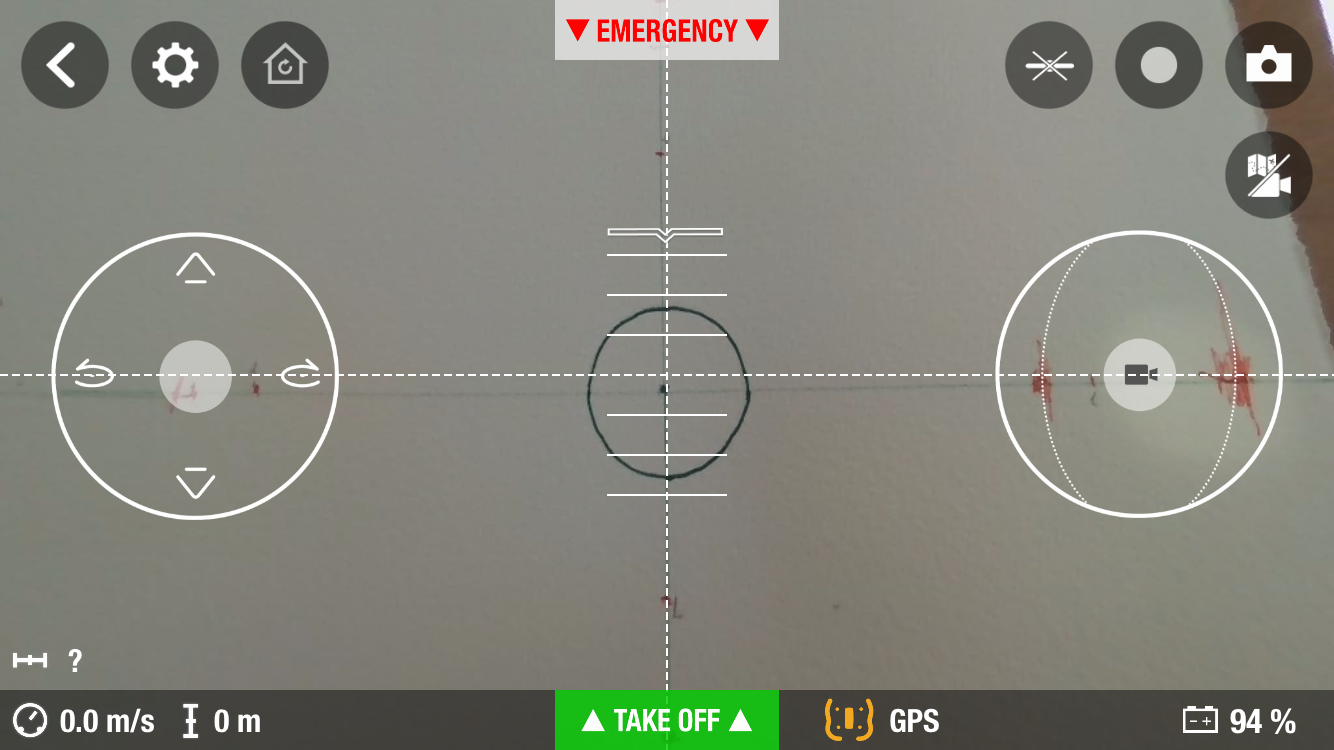 ▼ EMERGENCY ▼
?
0.0 m/s
0 m
▲ TAKE OFF ▲
GPS
94 %